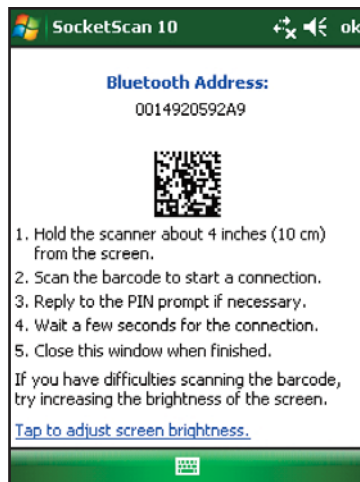 SocketScan 10 ok
Bluetooth Address:
0014920592A9
1. Hold the scanner about 4 inches (10 cm)
from the screen.
2. Scan the barcode to start a connection.
3. Reply to the PIN prompt if necessary.
4. Wait a few seconds for the connection.
5. Close this window when finished.
If you have difficulties scanning the barcode,
try increasing the brightness of the screen.
Tap to adjust screen brightness.